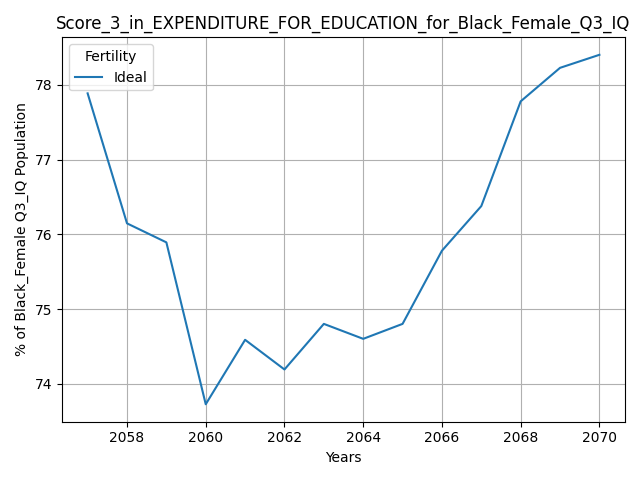 Score_3_in_EXPENDITURE_FOR_EDUCATION_for_Black_Female_Q3_IQ
Fertility
Ideal
78
77
76
75
74
% of Black_Female Q3_IQ Population
2058 2060 2062 2064 2066 2068 2070
Years